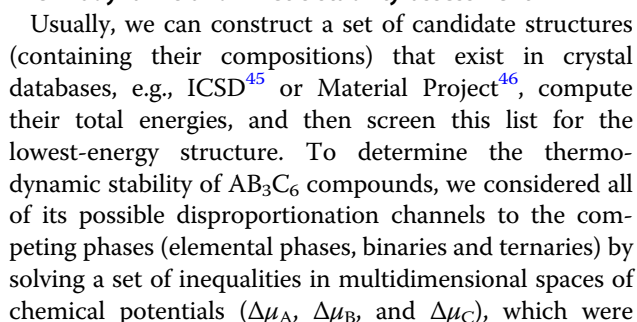 Usually, we can construct a set of candidate structures
(containing their compositions) that exist in crystal
databases, e.g., ICSD45 or Material Project46, compute
their total energies, and then screen this list for the
lowest-energy structure. To determine the thermo-
dynamic stability of AB₃C₆ compounds, we considered all
of its possible disproportionation channels to the com-
peting phases (elemental phases, binaries and ternaries) by
solving a set of inequalities in multidimensional spaces of
chemical potentials (ΔμA, ΔμB, and ΔμC), which were